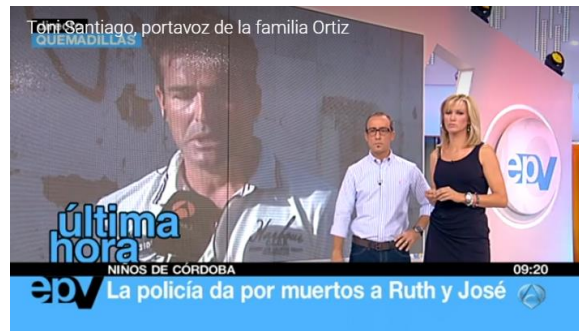 Toni Santiago, portavoz de la familia Ortiz
QUEMADILLAS
epv
última
hora
NIÑOS DE CÓRDOBA
09:20
epv
La policía da por muertos a Ruth y José